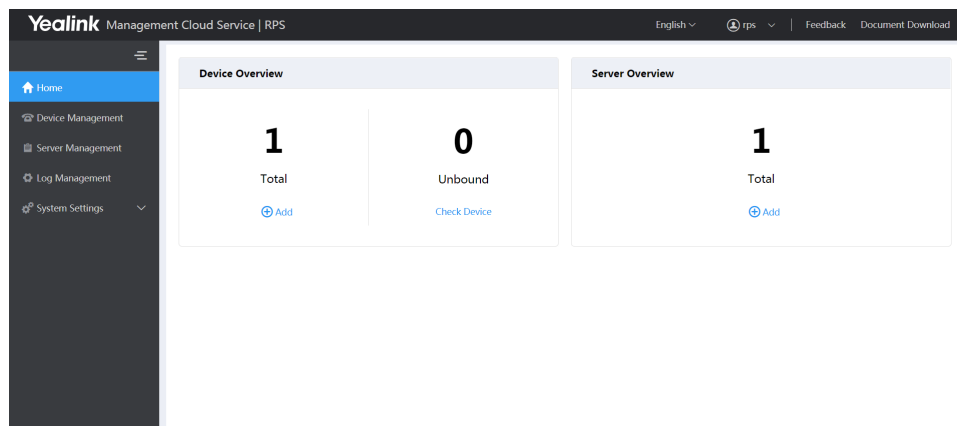 Yealink Management Cloud Service | RPS
English
rps
Feedback
Document Download
Home
Device Management
Server Management
Log Management
System Settings
Device Overview
1
Total
Add
0
Unbound
Check Device
Server Overview
1
Total
Add